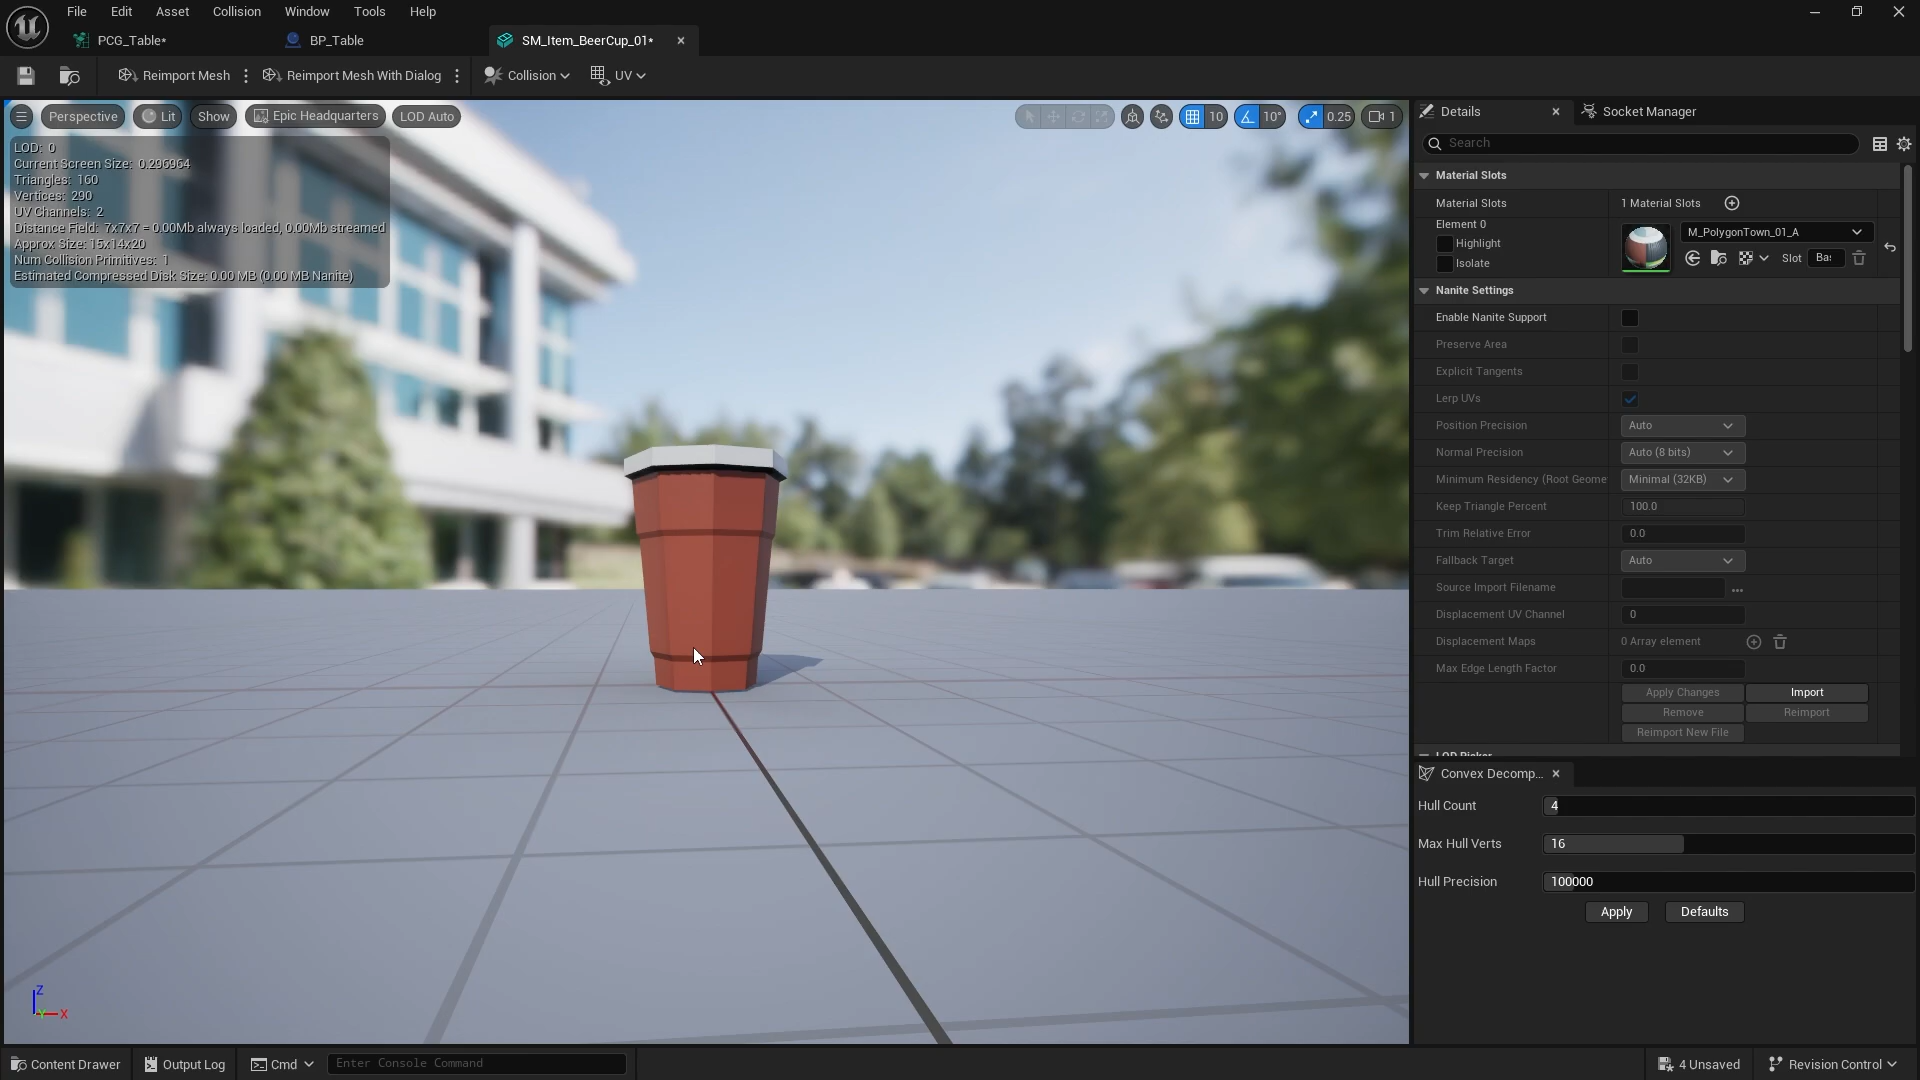 File Edit Asset Collision Window Tools Help
PCG_Table* BP_Table SM_Item_BeerCup_01*
Reimport Mesh Reimport Mesh With Dialog Collision UV
Perspective Lit Show Epic Headquarters LOD Auto 10 10° 0.25 1
LOD: 0
Current Screen Size: 0.296964
Triangles: 160
Vertices: 290
UV Channels: 2
Distance Field: 7x7x7 = 0.00Mb always loaded, 0.00Mb streamed
Approx Size: 15x14x20
Num Collision Primitives: 1
Estimated Compressed Disk Size: 0.00 MB (0.00 MB Nanite)
Z
X
Details Socket Manager
Search
Material Slots
Material Slots 1 Material Slots
Element 0
Highlight
Isolate
M_PolygonTown_01_A
Slot Bas
Nanite Settings
Enable Nanite Support
Preserve Area
Explicit Tangents
Lerp UVs
Position Precision Auto
Normal Precision Auto (8 bits)
Minimum Residency (Root Geome Minimal (32KB)
Keep Triangle Percent 100.0
Trim Relative Error 0.0
Fallback Target Auto
Source Import Filename ...
Displacement UV Channel 0
Displacement Maps 0 Array element
Max Edge Length Factor 0.0
Apply Changes Import
Remove Reimport
Reimport New File
LOD Picker
Convex Decomp...
Hull Count 4
Max Hull Verts 16
Hull Precision 100000
Apply Defaults
Content Drawer Output Log Cmd Enter Console Command 4 Unsaved Revision Control